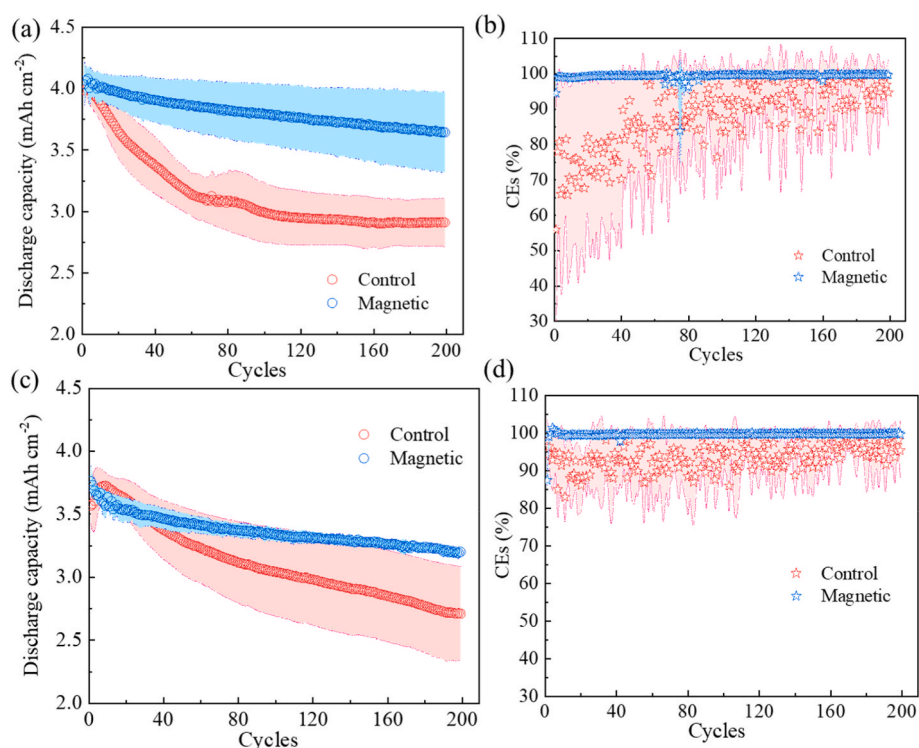 (a)
4.5
4.0
3.5
3.0
2.5
2.0
Discharge capacity (mAh cm⁻²)
Control
Magnetic
0 40 80 120 160 200
Cycles
(b)
110
100
90
80
70
60
50
40
30
CEs (%)
Control
Magnetic
0 40 80 120 160 200
Cycles
(c)
4.5
4.0
3.5
3.0
2.5
2.0
Discharge capacity (mAh cm⁻²)
Control
Magnetic
0 40 80 120 160 200
Cycles
(d)
110
100
90
80
70
60
50
40
30
CEs (%)
Control
Magnetic
0 40 80 120 160 200
Cycles